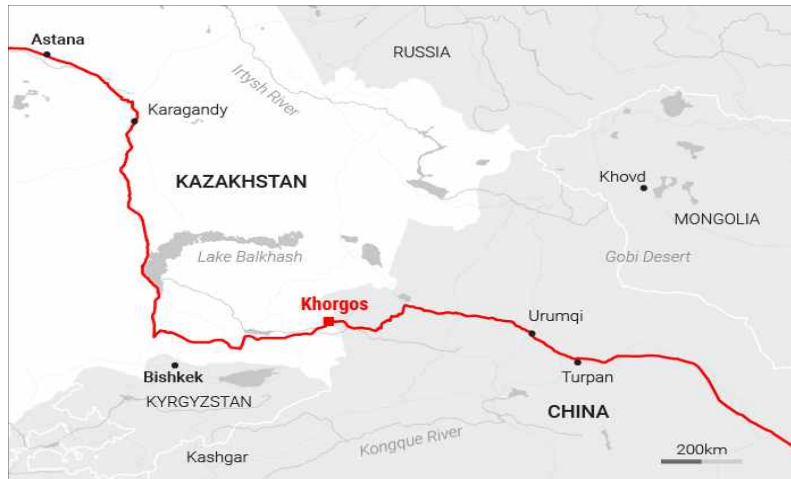 Astana
RUSSIA
Irtysh River
Karagandy
KAZAKHSTAN
Khovd
MONGOLIA
Lake Balkhash
Gobi Desert
Khorgos
Urumqi
Bishkek
Turpan
KYRGYZSTAN
CHINA
Kongque River
Kashgar
200km